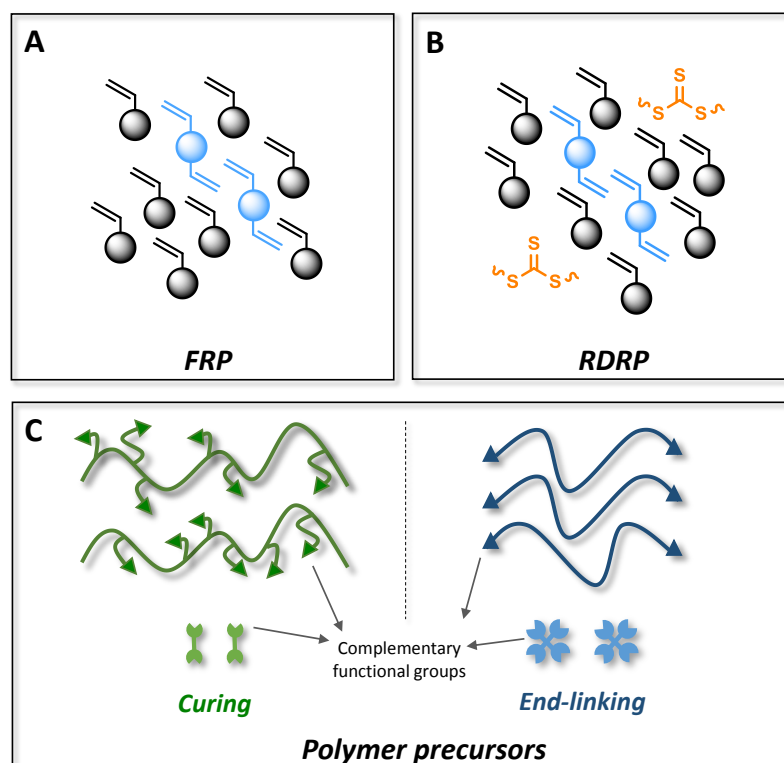 A
FRP
B
S
S
S
S
S
S
RDRP
C
Complementary
functional groups
Curing
End-linking
Polymer precursors